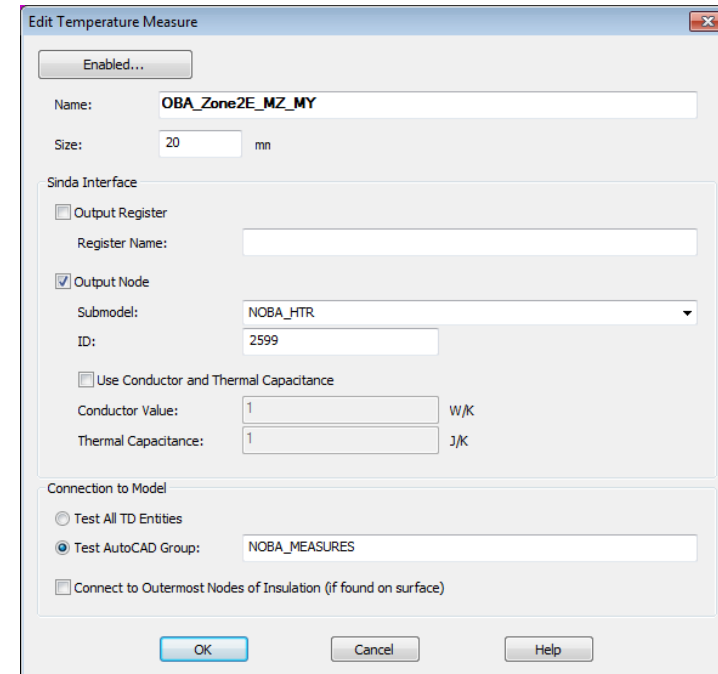 Edit Temperature Measure
Enabled...
Name: OBA_Zone2E_MZ_MY
Size: 20 mn
Sinda Interface
Output Register
Register Name:
Output Node
Submodel: NOBA_HTR
ID: 2599
Use Conductor and Thermal Capacitance
Conductor Value: 1 W/K
Thermal Capacitance: 1 J/K
Connection to Model
Test All TD Entities
Test AutoCAD Group: NOBA_MEASURES
Connect to Outermost Nodes of Insulation (if found on surface)
OK Cancel Help